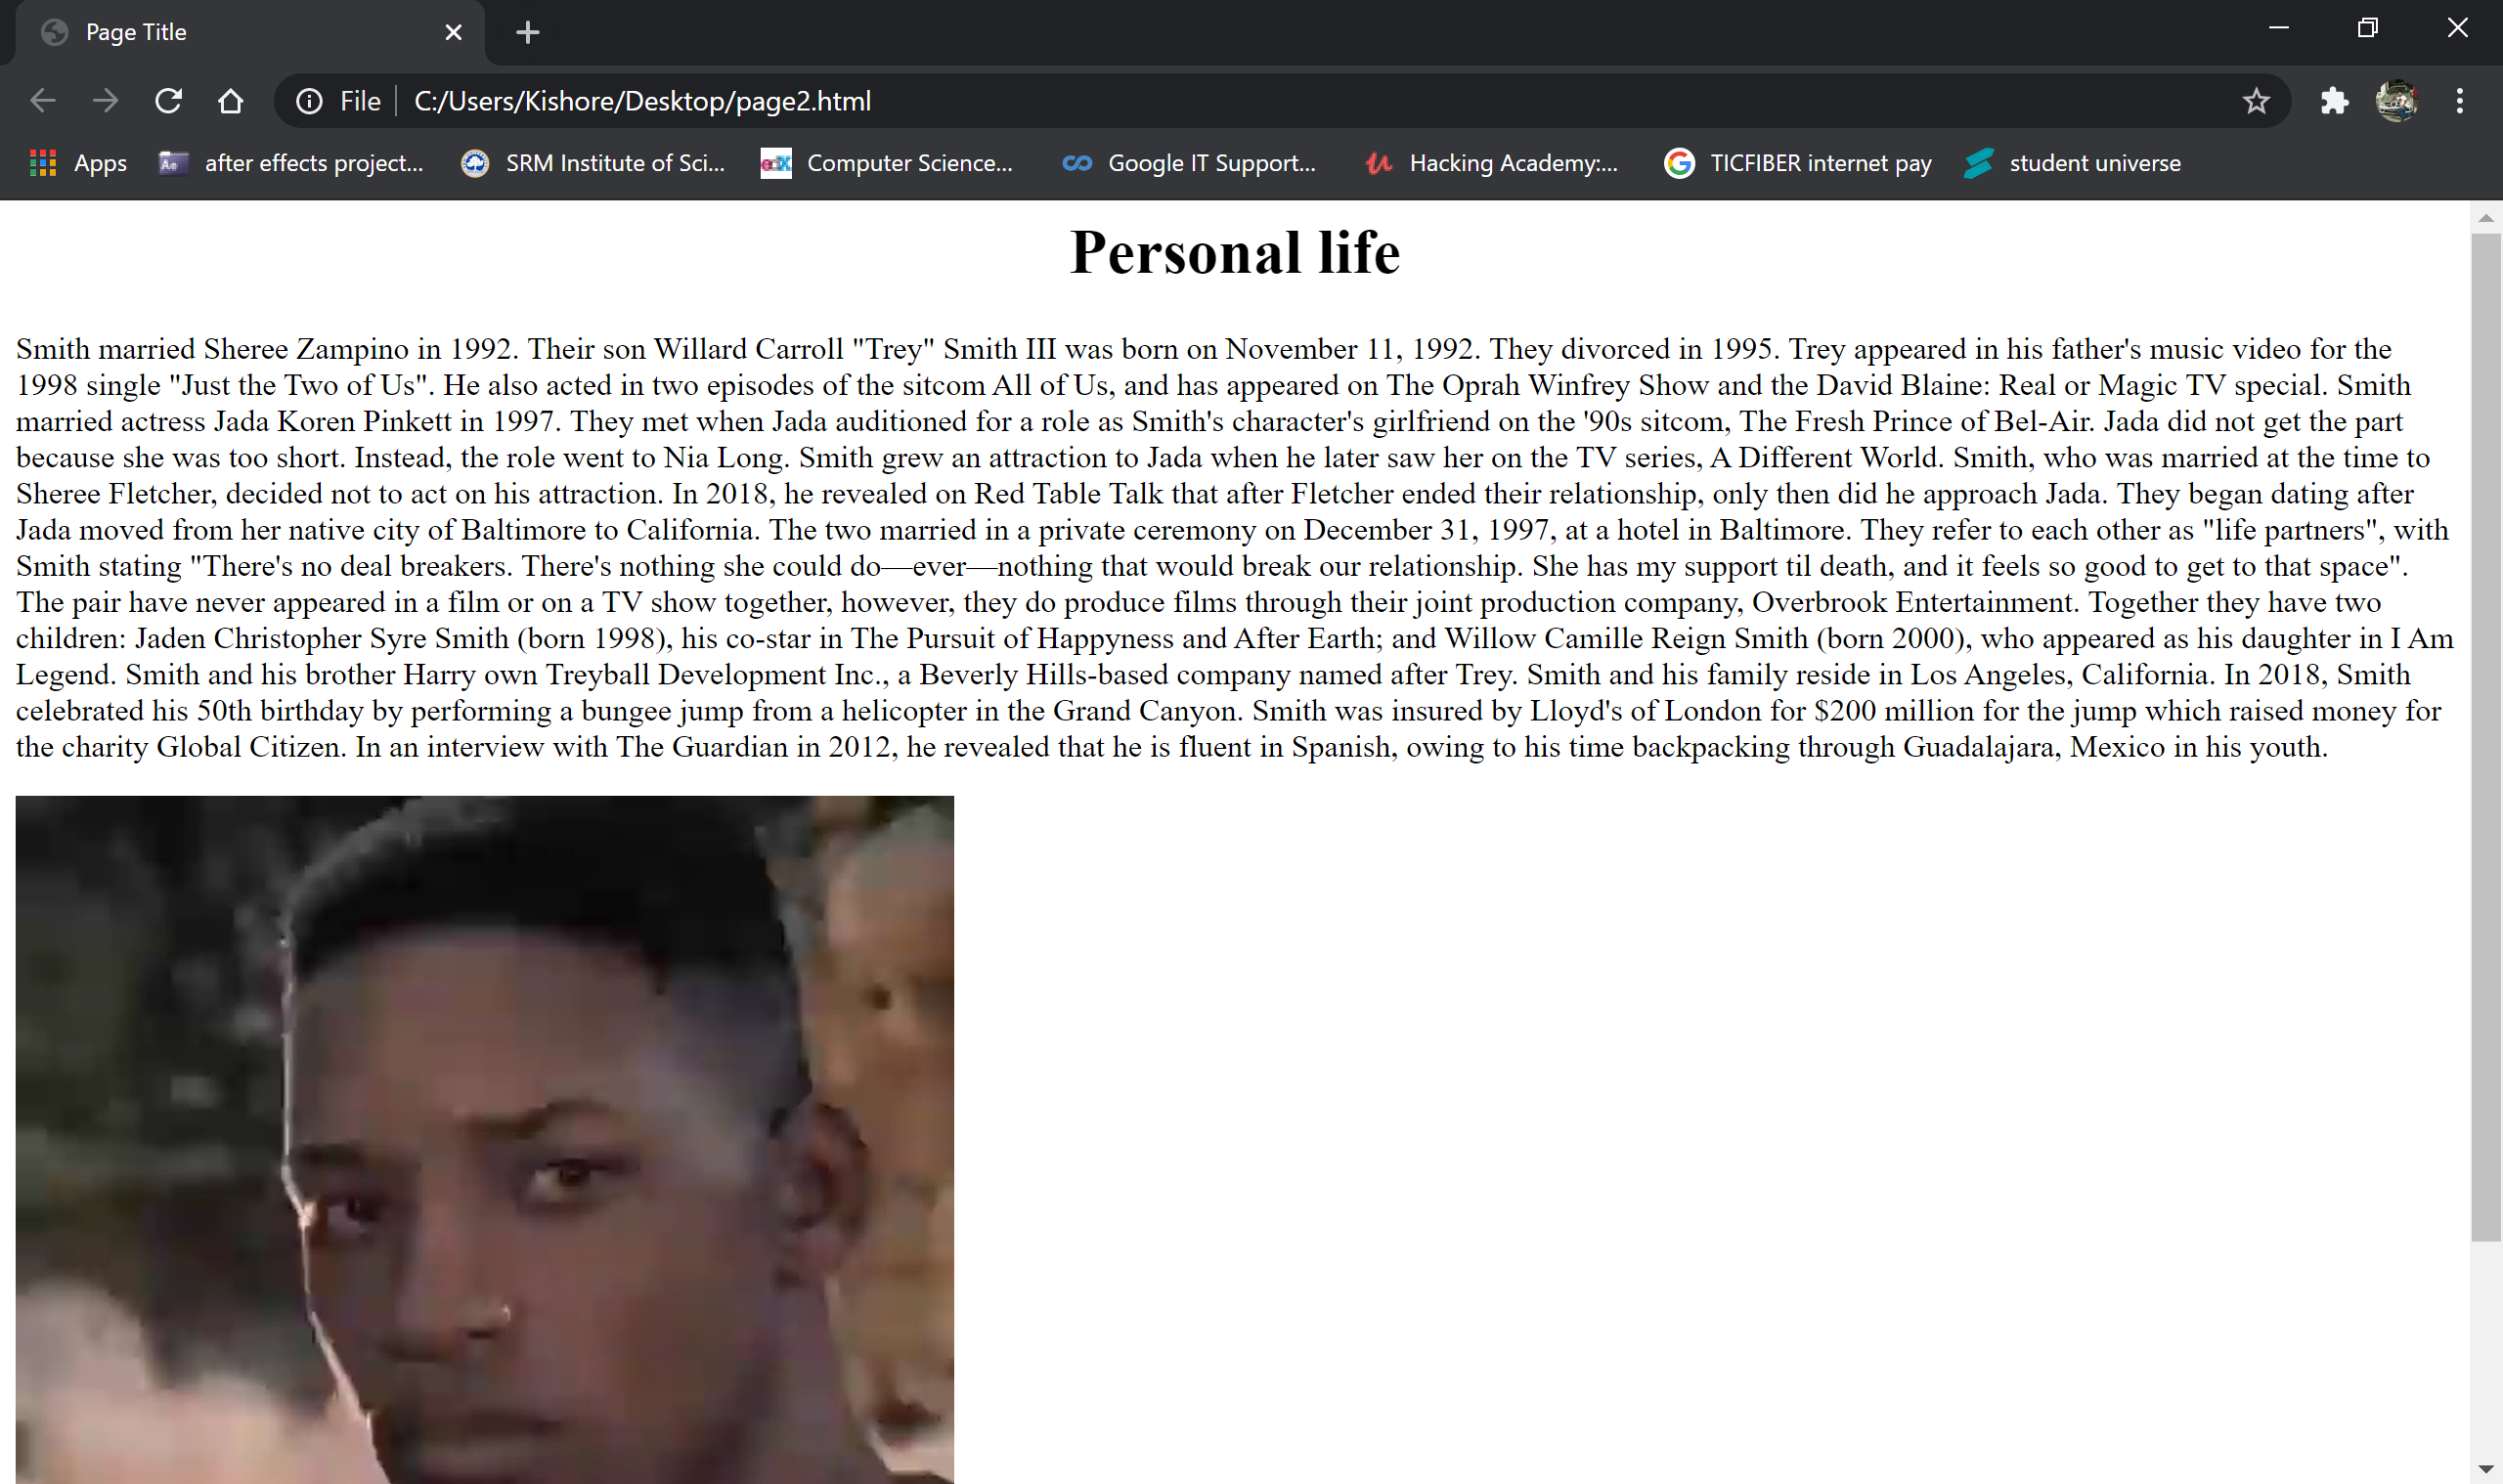 Page Title
File
C:/Users/Kishore/Desktop/page2.html
Apps
after effects project...
SRM Institute of Sci...
Computer Science...
Google IT Support...
Hacking Academy:...
TICFIBER internet pay
student universe
Personal life
Smith married Sheree Zampino in 1992. Their son Willard Carroll "Trey" Smith III was born on November 11, 1992. They divorced in 1995. Trey appeared in his father's music video for the
1998 single "Just the Two of Us". He also acted in two episodes of the sitcom All of Us, and has appeared on The Oprah Winfrey Show and the David Blaine: Real or Magic TV special. Smith
married actress Jada Koren Pinkett in 1997. They met when Jada auditioned for a role as Smith's character's girlfriend on the '90s sitcom, The Fresh Prince of Bel-Air. Jada did not get the part
because she was too short. Instead, the role went to Nia Long. Smith grew an attraction to Jada when he later saw her on the TV series, A Different World. Smith, who was married at the time to
Sheree Fletcher, decided not to act on his attraction. In 2018, he revealed on Red Table Talk that after Fletcher ended their relationship, only then did he approach Jada. They began dating after
Jada moved from her native city of Baltimore to California. The two married in a private ceremony on December 31, 1997, at a hotel in Baltimore. They refer to each other as "life partners", with
Smith stating "There's no deal breakers. There's nothing she could do—ever—nothing that would break our relationship. She has my support til death, and it feels so good to get to that space".
The pair have never appeared in a film or on a TV show together, however, they do produce films through their joint production company, Overbrook Entertainment. Together they have two
children: Jaden Christopher Syre Smith (born 1998), his co-star in The Pursuit of Happyness and After Earth; and Willow Camille Reign Smith (born 2000), who appeared as his daughter in I Am
Legend. Smith and his brother Harry own Treyball Development Inc., a Beverly Hills-based company named after Trey. Smith and his family reside in Los Angeles, California. In 2018, Smith
celebrated his 50th birthday by performing a bungee jump from a helicopter in the Grand Canyon. Smith was insured by Lloyd's of London for $200 million for the jump which raised money for
the charity Global Citizen. In an interview with The Guardian in 2012, he revealed that he is fluent in Spanish, owing to his time backpacking through Guadalajara, Mexico in his youth.